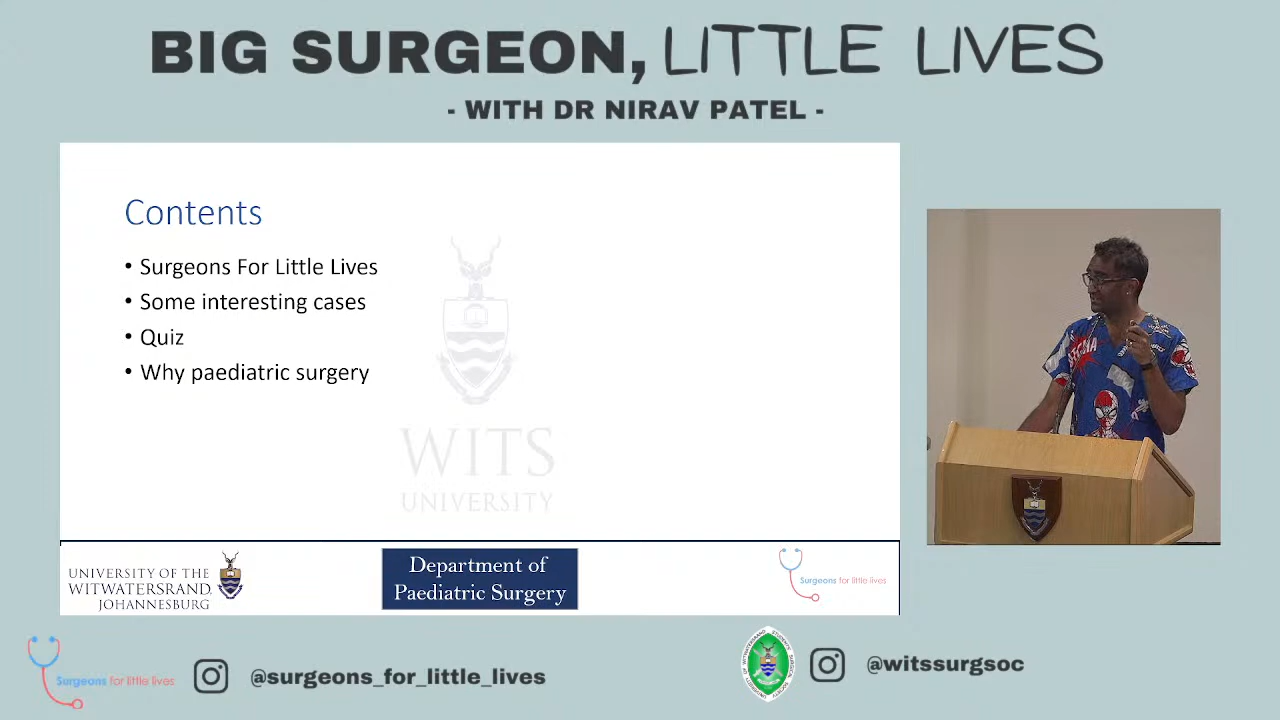 BIG SURGEON, LITTLE LIVES
- WITH DR NIRAV PATEL -
Contents
• Surgeons For Little Lives
• Some interesting cases
• Quiz
• Why paediatric surgery
WITS
UNIVERSITY
UNIVERSITY OF THE
WITWATERSRAND,
JOHANNESBURG
Department of
Paediatric Surgery
Surgeons for little lives
Surgeons for little lives
@surgeons_for_little_lives
@witssurgsoc